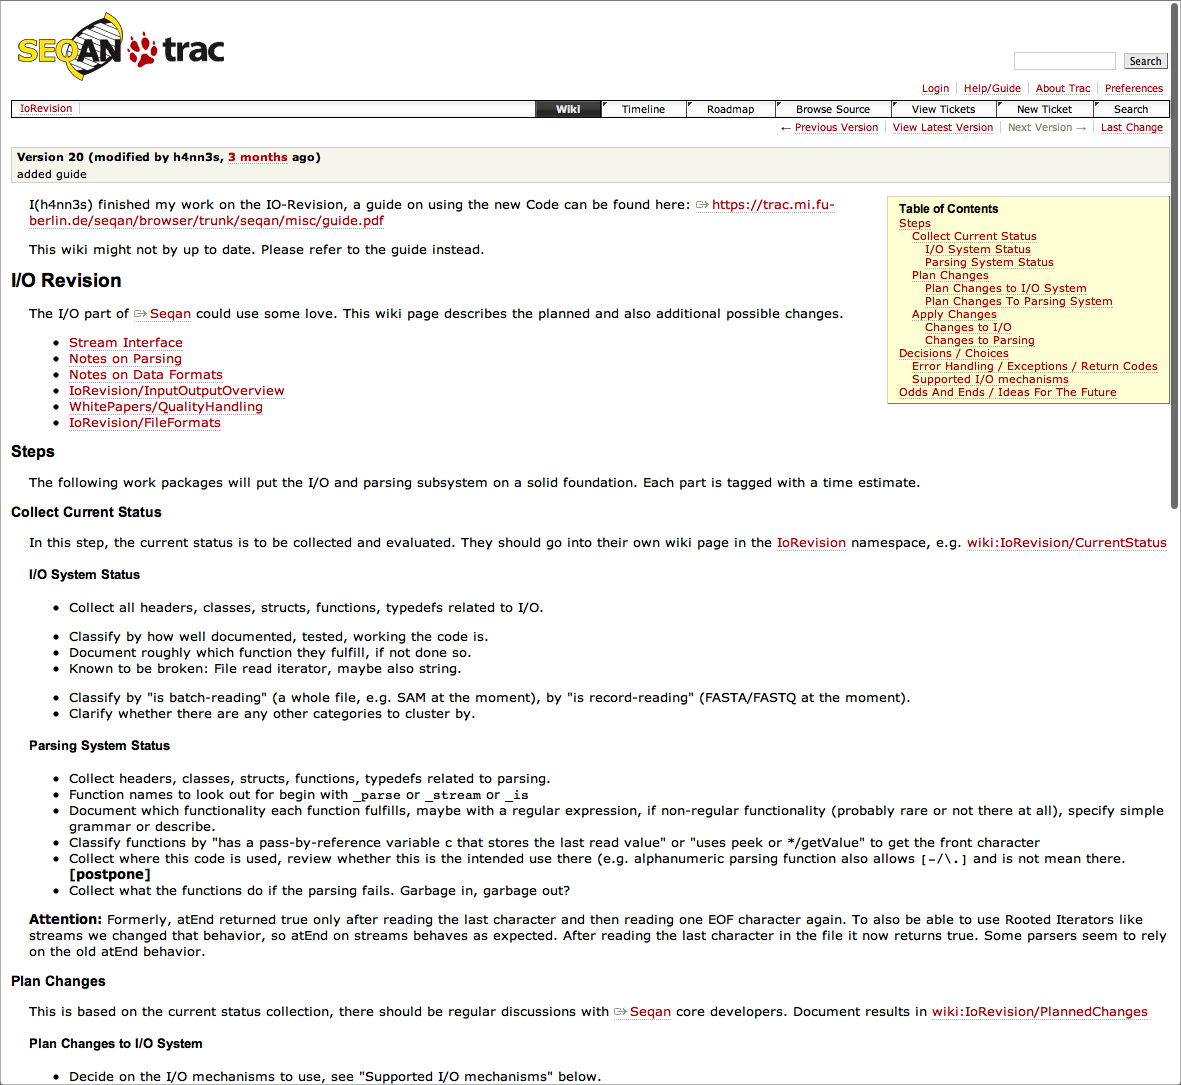 SEQAN trac
Search
Login Help/Guide About Trac Preferences
IoRevision Wiki Timeline Roadmap Browse Source View Tickets New Ticket Search
← Previous Version View Latest Version Next Version → Last Change
Version 20 (modified by h4nn3s, 3 months ago)
added guide
I(h4nn3s) finished my work on the IO-Revision, a guide on using the new Code can be found here: https://trac.mi.fu-
berlin.de/seqan/browser/trunk/seqan/misc/guide.pdf
This wiki might not by up to date. Please refer to the guide instead.
Table of Contents
Steps
Collect Current Status
I/O System Status
Parsing System Status
Plan Changes
Plan Changes to I/O System
Plan Changes To Parsing System
Apply Changes
Changes to I/O
Changes to Parsing
Decisions / Choices
Error Handling / Exceptions / Return Codes
Supported I/O mechanisms
Odds And Ends / Ideas For The Future
I/O Revision
The I/O part of Seqan could use some love. This wiki page describes the planned and also additional possible changes.
• Stream Interface
• Notes on Parsing
• Notes on Data Formats
• IoRevision/InputOutputOverview
• WhitePapers/QualityHandling
• IoRevision/FileFormats
Steps
The following work packages will put the I/O and parsing subsystem on a solid foundation. Each part is tagged with a time estimate.
Collect Current Status
In this step, the current status is to be collected and evaluated. They should go into their own wiki page in the IoRevision namespace, e.g. wiki:IoRevision/CurrentStatus
I/O System Status
• Collect all headers, classes, structs, functions, typedefs related to I/O.
• Classify by how well documented, tested, working the code is.
• Document roughly which function they fulfill, if not done so.
• Known to be broken: File read iterator, maybe also string.
• Classify by "is batch-reading" (a whole file, e.g. SAM at the moment), by "is record-reading" (FASTA/FASTQ at the moment).
• Clarify whether there are any other categories to cluster by.
Parsing System Status
• Collect headers, classes, structs, functions, typedefs related to parsing.
• Function names to look out for begin with _parse or _stream or _is
• Document which functionality each function fulfills, maybe with a regular expression, if non-regular functionality (probably rare or not there at all), specify simple
grammar or describe.
• Classify functions by "has a pass-by-reference variable c that stores the last read value" or "uses peek or */getValue" to get the front character
• Collect where this code is used, review whether this is the intended use there (e.g. alphanumeric parsing function also allows [-/\.] and is not mean there.
[postpone]
• Collect what the functions do if the parsing fails. Garbage in, garbage out?
Attention: Formerly, atEnd returned true only after reading the last character and then reading one EOF character again. To also be able to use Rooted Iterators like
streams we changed that behavior, so atEnd on streams behaves as expected. After reading the last character in the file it now returns true. Some parsers seem to rely
on the old atEnd behavior.
Plan Changes
This is based on the current status collection, there should be regular discussions with Seqan core developers. Document results in wiki:IoRevision/PlannedChanges
Plan Changes to I/O System
• Decide on the I/O mechanisms to use, see "Supported I/O mechanisms" below.